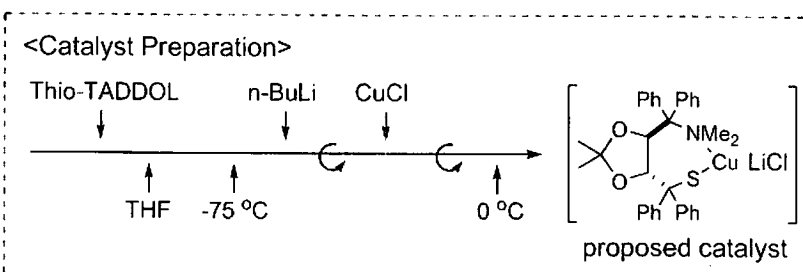 <Catalyst Preparation>
Thio-TADDOL n-BuLi CuCl
THF -75 °C 0 °C
Ph Ph
O NMe2
Cu LiCl
O S
Ph Ph
proposed catalyst